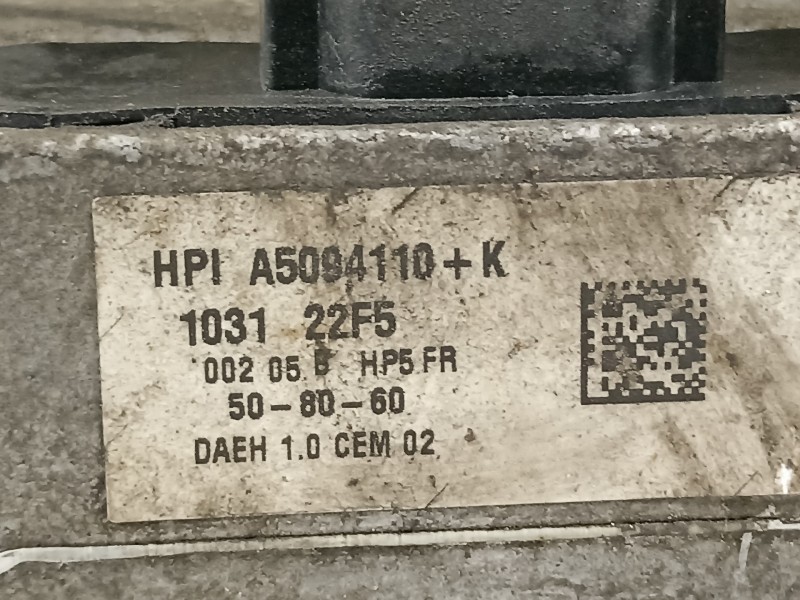 HPI A5094110+K
1031 22F5
002 05 B HP5 FR
50-80-60
DAEH 1.0 CEM 02